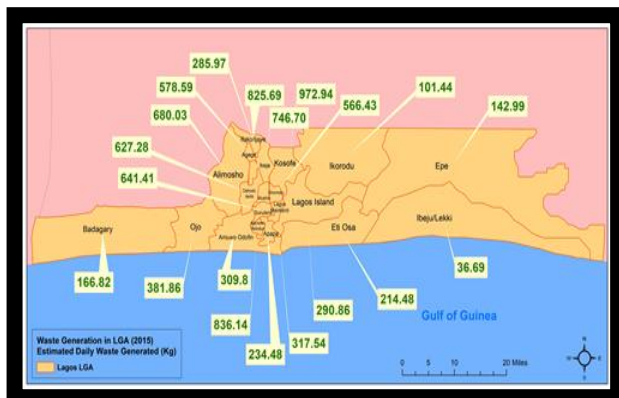 285.97
578.59
825.69
972.94
101.44
680.03
746.70
566.43
142.99
627.28
Kosofe
Ikorodu
Epe
Alimosho
641.41
Lagos Island
Badagary
Ojo
Amuwo Odofin
Apapa
Eti Osa
Ibeju/Lekki
166.82
381.86
309.8
836.14
234.48
317.54
290.86
214.48
36.69
Gulf of Guinea
Waste Generation in LGA (2015)
Estimated Daily Waste Generated (Kg)
Lagos LGA
0 5 10 20 Miles
N
W
E
S